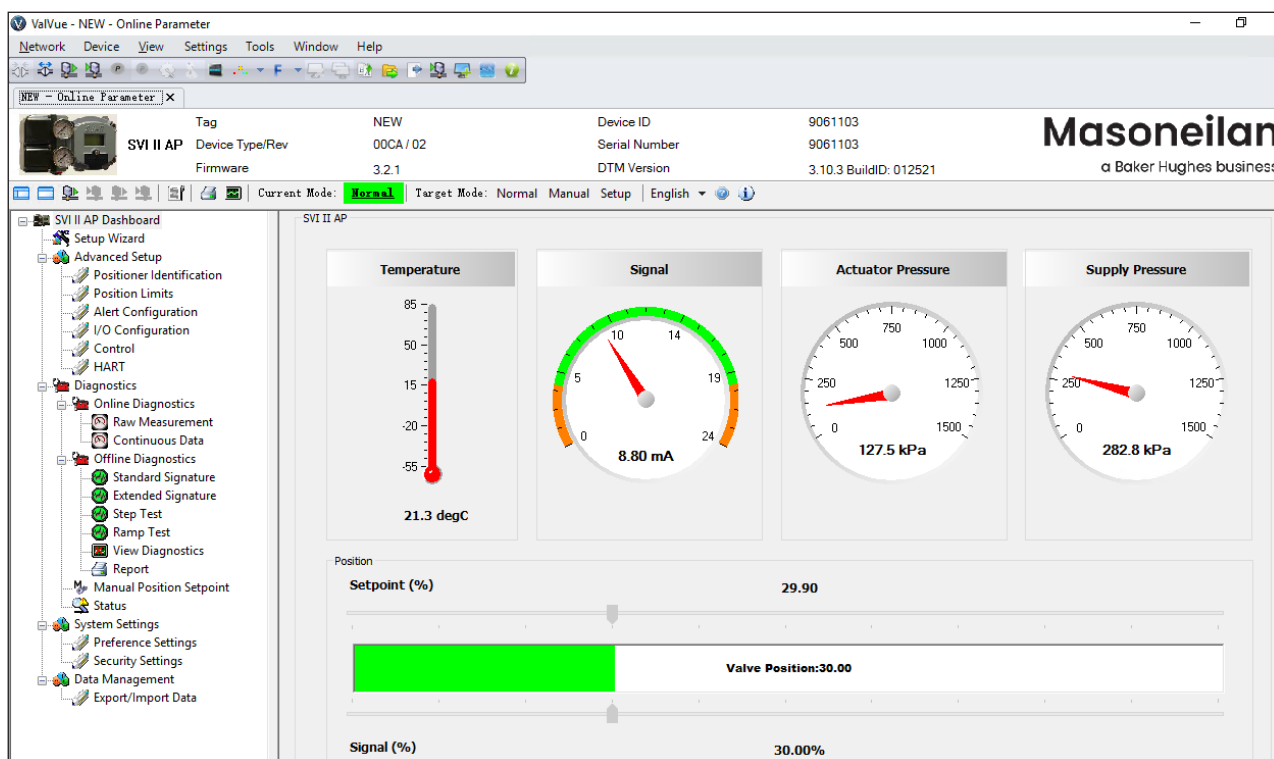 ValVue - NEW - Online Parameter
Network Device View Settings Tools Window Help
NEW - Online Parameter
Tag NEW Device ID 9061103
SVI II AP Device Type/Rev 00CA / 02 Serial Number 9061103
Firmware 3.2.1 DTM Version 3.10.3 BuildID: 012521
Masoneilan
a Baker Hughes business
Current Mode: Normal Target Mode: Normal Manual Setup English
SVI II AP Dashboard
Setup Wizard
Advanced Setup
Positioner Identification
Position Limits
Alert Configuration
I/O Configuration
Control
HART
Diagnostics
Online Diagnostics
Raw Measurement
Continuous Data
Offline Diagnostics
Standard Signature
Extended Signature
Step Test
Ramp Test
View Diagnostics
Report
Manual Position Setpoint
Status
System Settings
Preference Settings
Security Settings
Data Management
Export/Import Data
SVI II AP
Temperature
85
50
15
-20
-55
21.3 degC
Signal
0 5 10 14 19 24
8.80 mA
Actuator Pressure
0 250 500 750 1000 1250 1500
127.5 kPa
Supply Pressure
0 250 500 750 1000 1250 1500
282.8 kPa
Position
Setpoint (%) 29.90
Valve Position:30.00
Signal (%) 30.00%